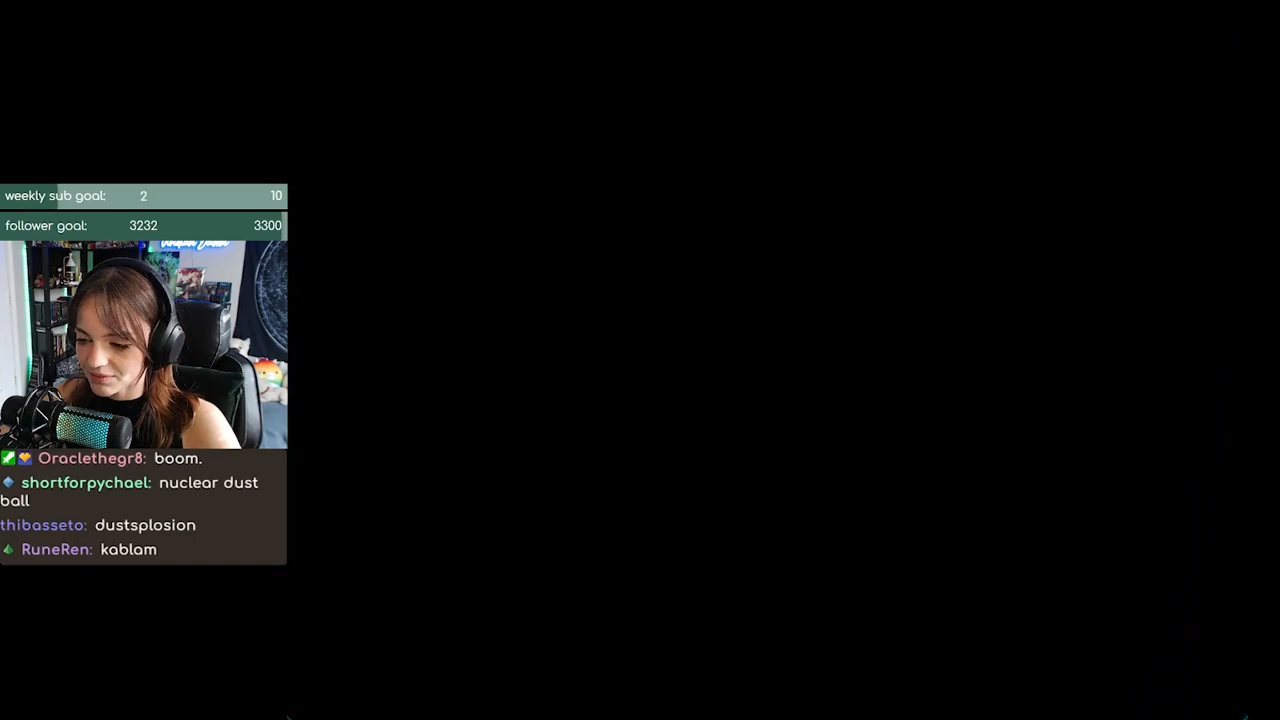 weekly sub goal: 2 10
follower goal: 3232 3300
Oraclethegr8: boom.
shortforpychael: nuclear dust
ball
thibasseto: dustsplosion
RuneRen: kablam